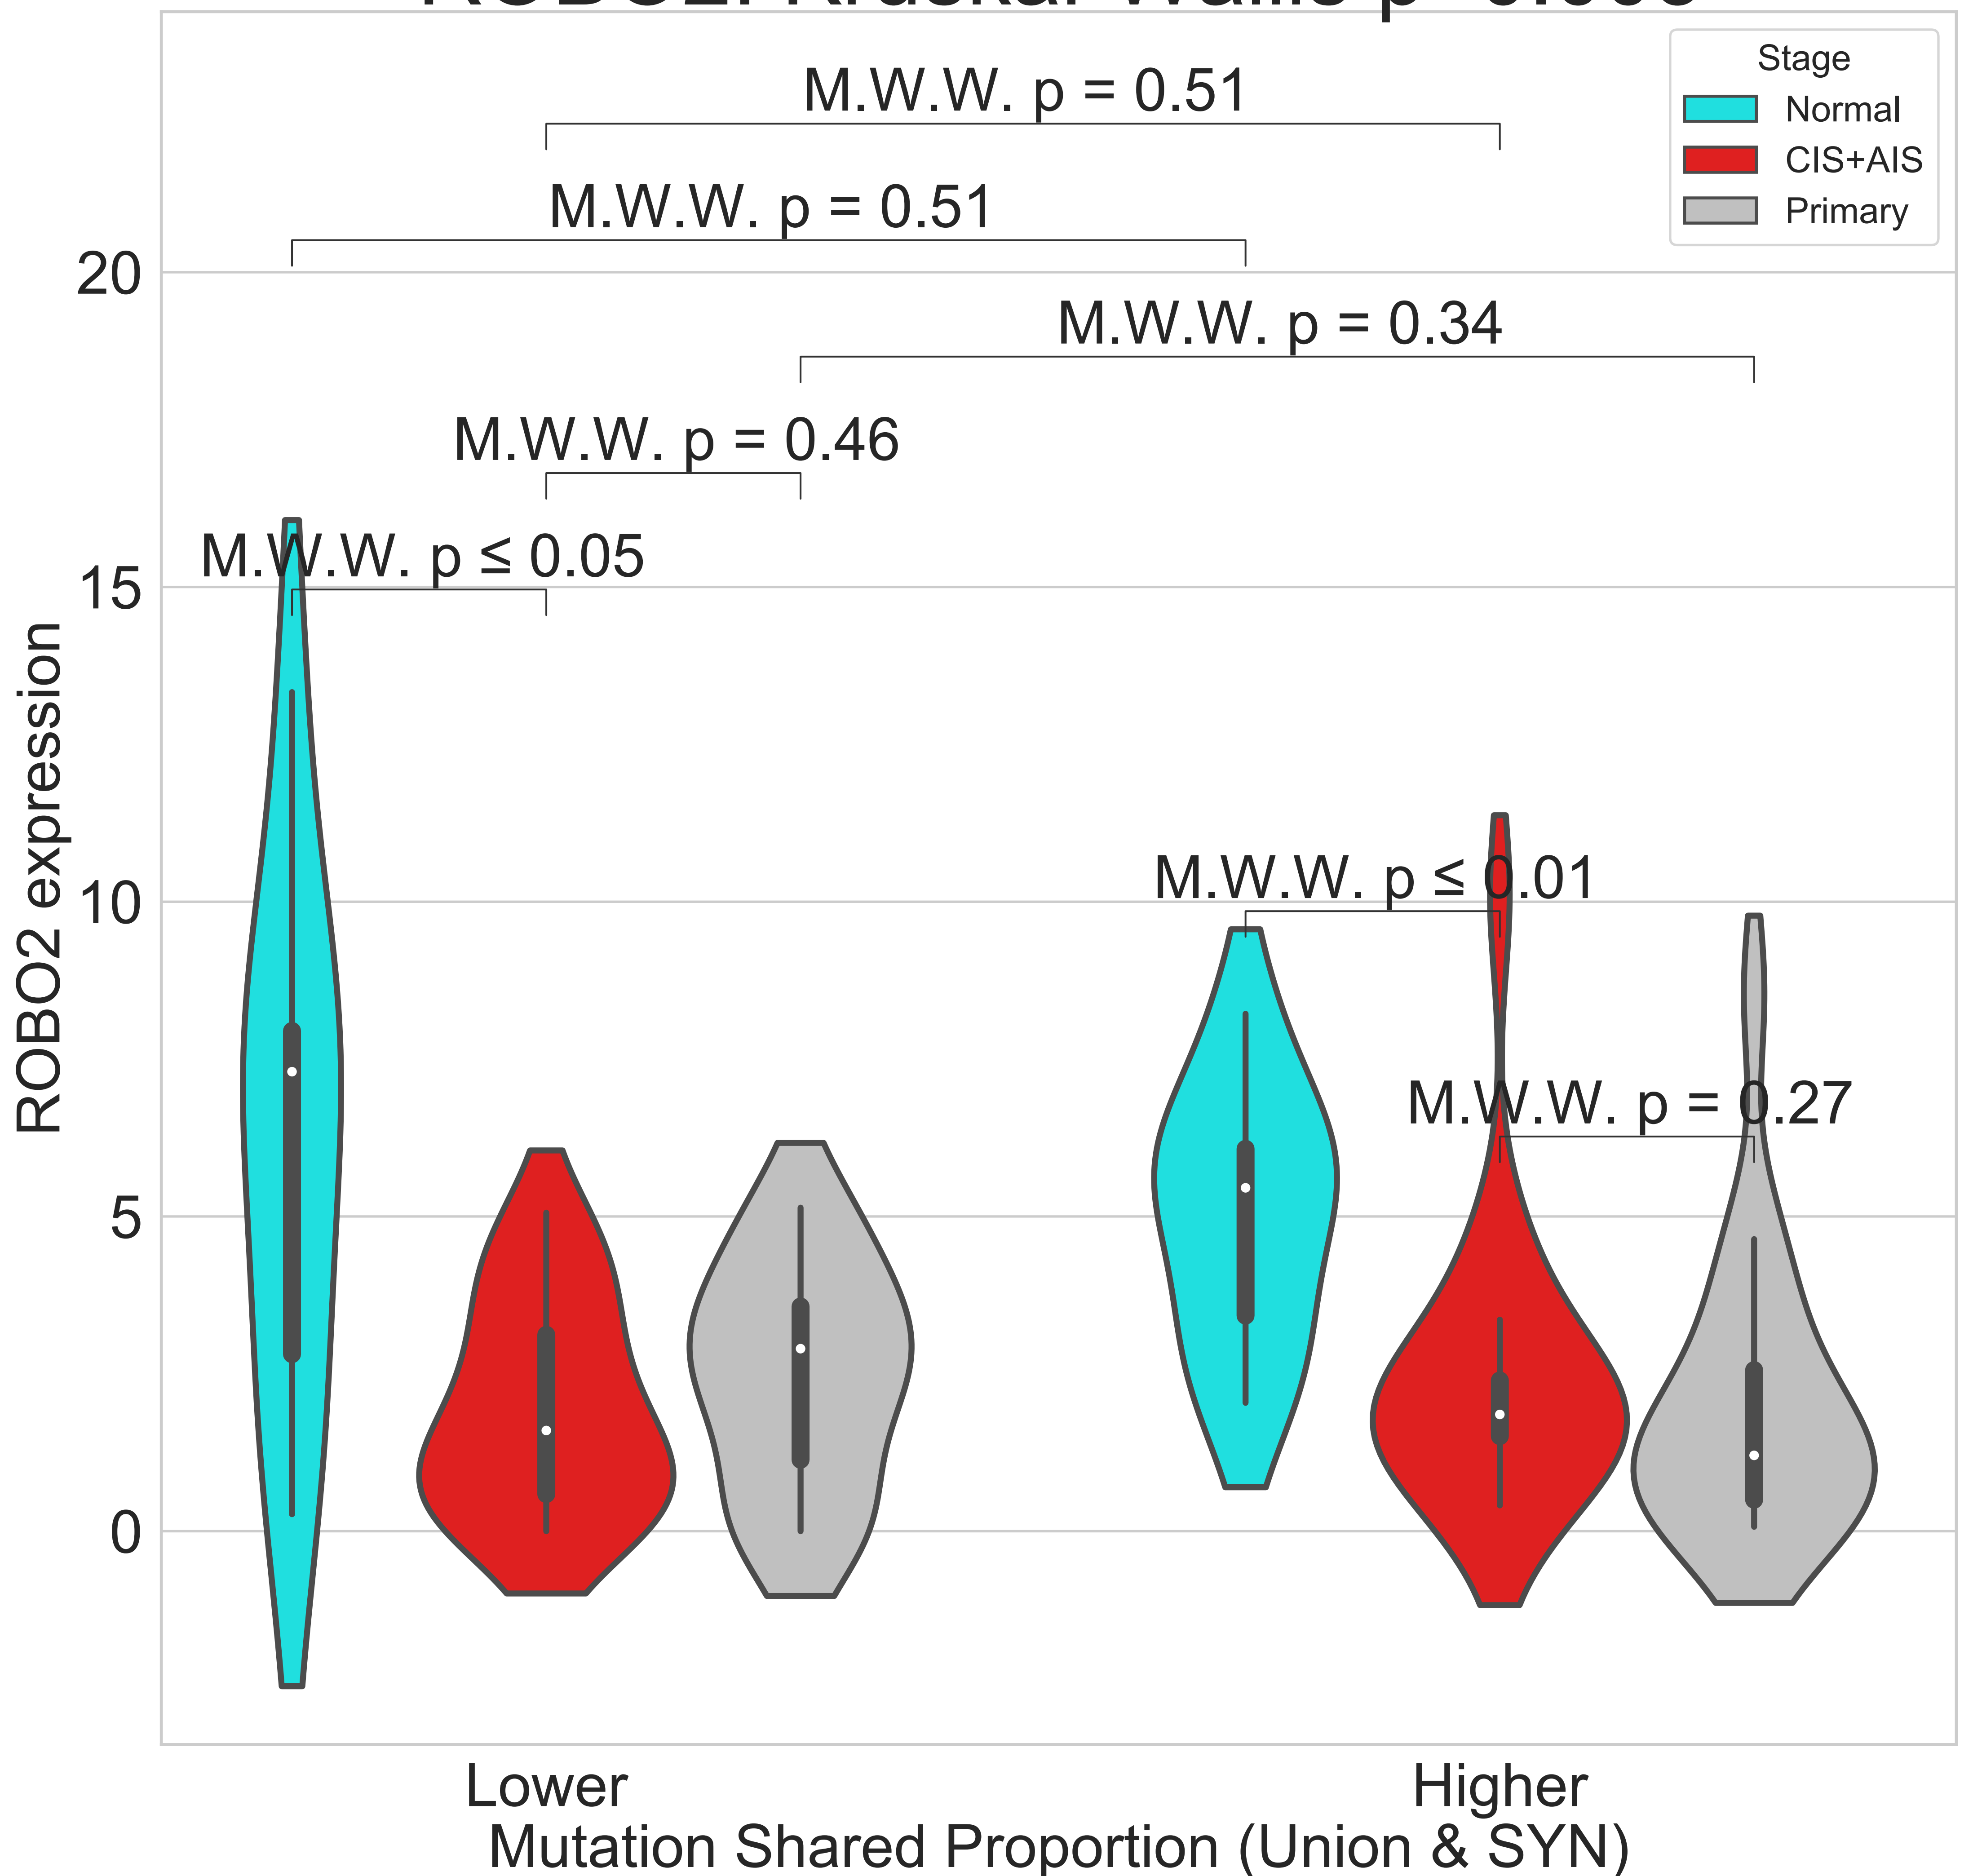 Stage
Normal
CIS+AIS
Primary
M.W.W. p = 0.51
M.W.W. p = 0.51
M.W.W. p = 0.34
M.W.W. p = 0.46
M.W.W. p ≤ 0.05
M.W.W. p ≤ 0.01
M.W.W. p = 0.27
20
15
10
5
0
ROBO2 expression
Lower
Higher
Mutation Shared Proportion (Union & SYN)